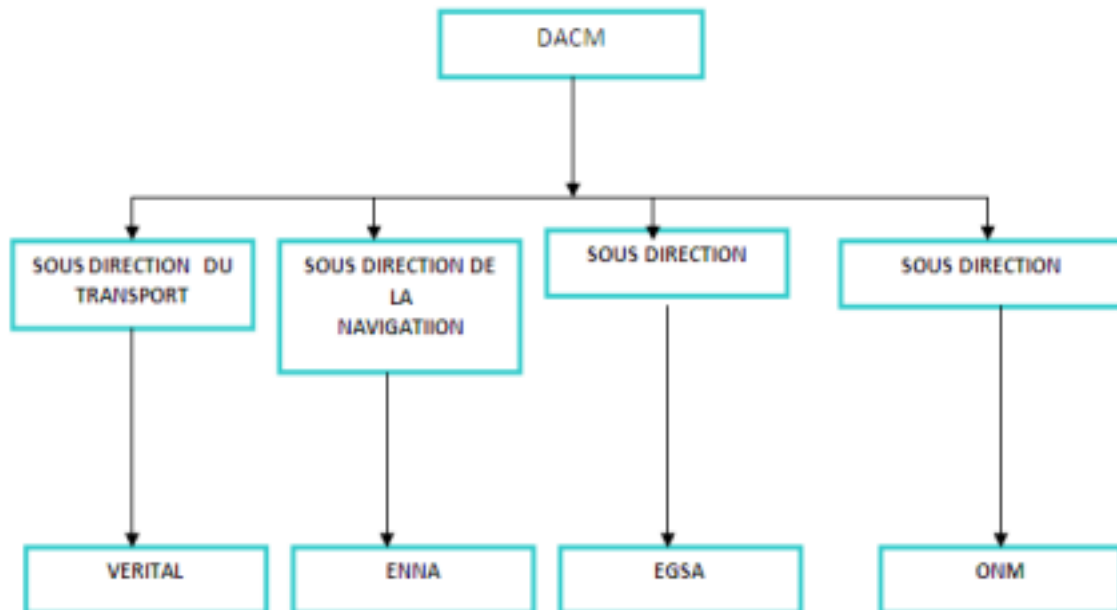 DACM
SOUS DIRECTION DU
TRANSPORT
SOUS DIRECTION DE
LA
NAVIGATIION
SOUS DIRECTION
SOUS DIRECTION
VERITAL
ENNA
EGSA
ONM